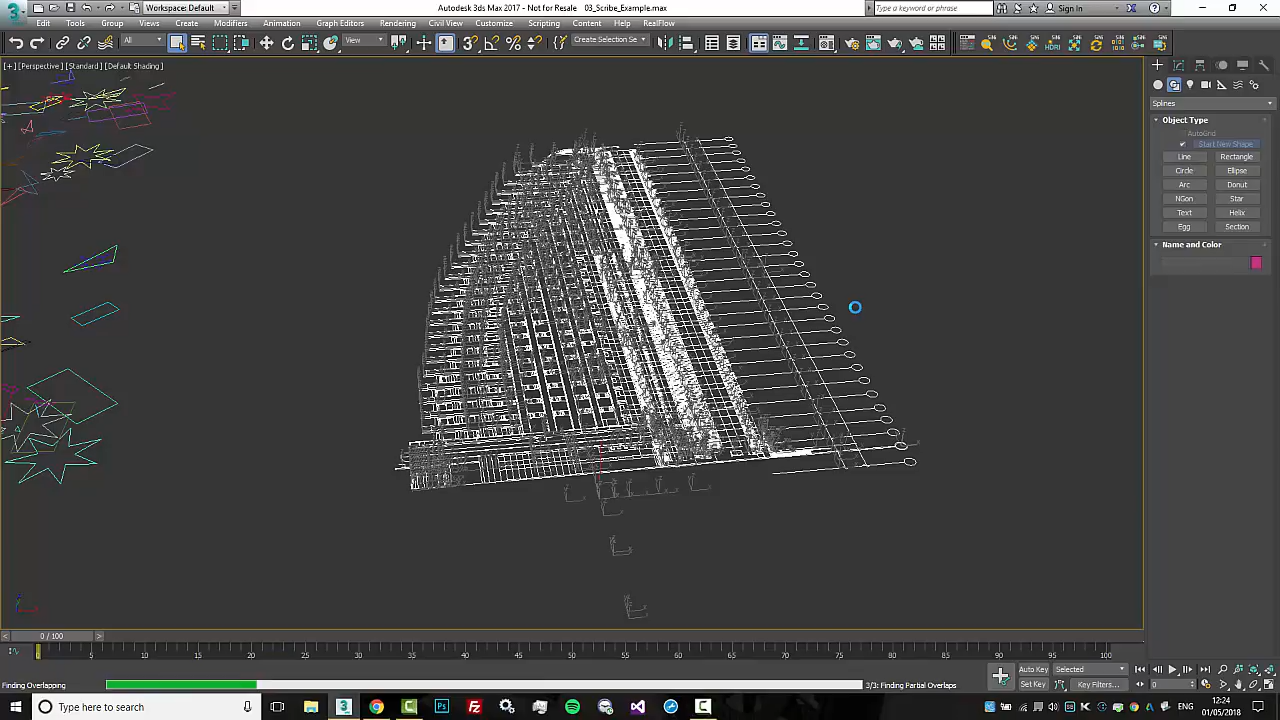 Workspace: Default
Autodesk 3ds Max 2017 - Not for Resale 03_Scribe_Example.max
Type a keyword or phrase
Sign In
Edit Tools Group Views Create Modifiers Animation Graph Editors Rendering Civil View Customize Scripting Content Help RealFlow
All
View
Create Selection Se
[+] [Perspective] [Standard] [Default Shading]
Splines
Object Type
AutoGrid
Start New Shape
Line Rectangle
Circle Ellipse
Arc Donut
NGon Star
Text Helix
Egg Section
Name and Color
0 / 100
0 5 10 15 20 25 30 35 40 45 50 55 60 65 70 75 80 85 90 95 100
Auto Key Selected
Finding Overlapping
3/3: Finding Partial Overlaps
Set Key Key Filters...
0
Type here to search
ENG
12:24
01/05/2018